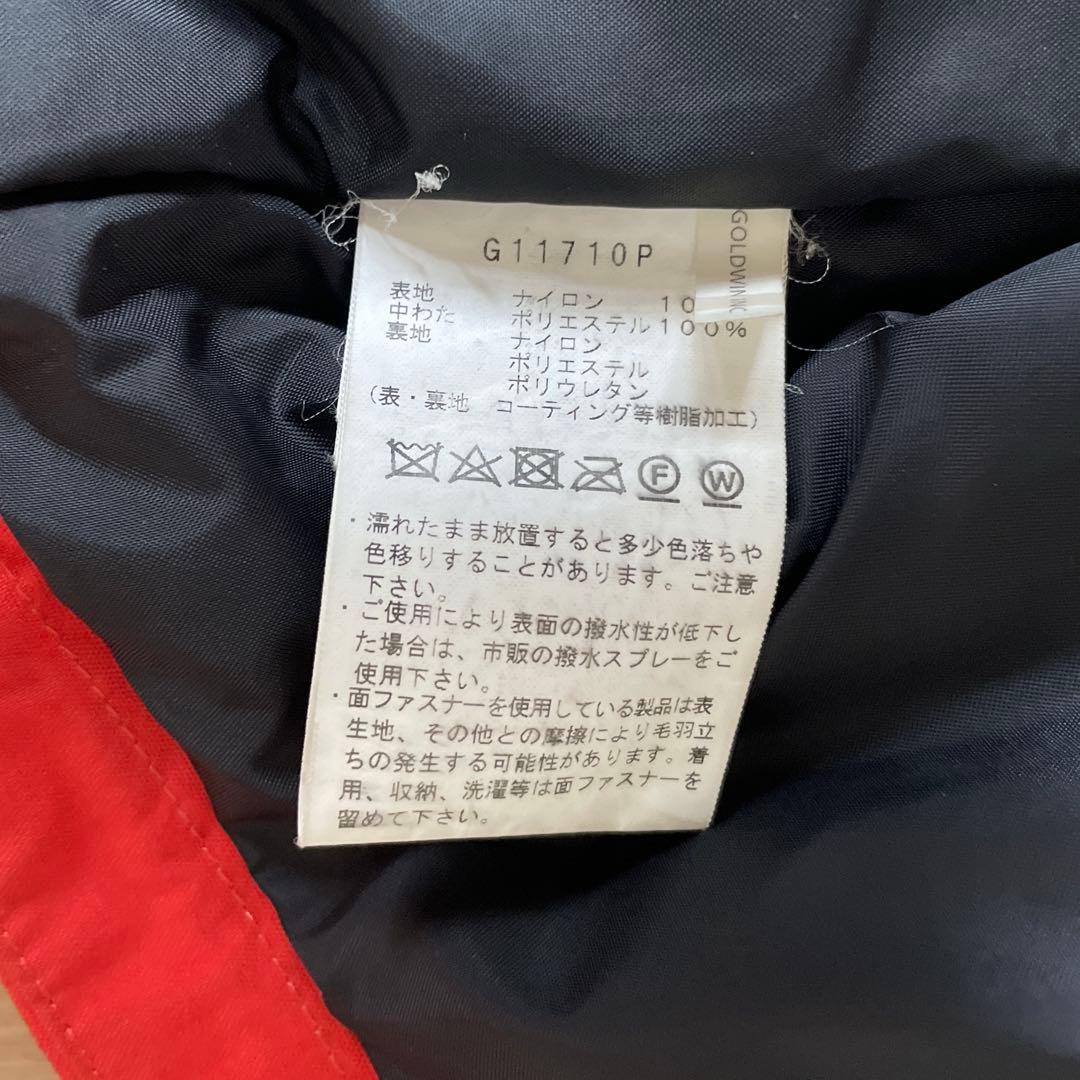 G11710P
GOLDWIN INC
表地 ナイロン 10
中わた ポリエステル 100%
裏地 ナイロン
ポリエステル
ポリウレタン
(表・裏地 コーティング等樹脂加工)
F W
・濡れたまま放置すると多少色落ちや
色移りすることがあります。ご注意
下さい。
・ご使用により表面の撥水性が低下し
た場合は、市販の撥水スプレーをご
使用下さい。
・面ファスナーを使用している製品は表
生地、その他との摩擦により毛羽立
ちの発生する可能性があります。着
用、収納、洗濯等は面ファスナーを
留めて下さい。